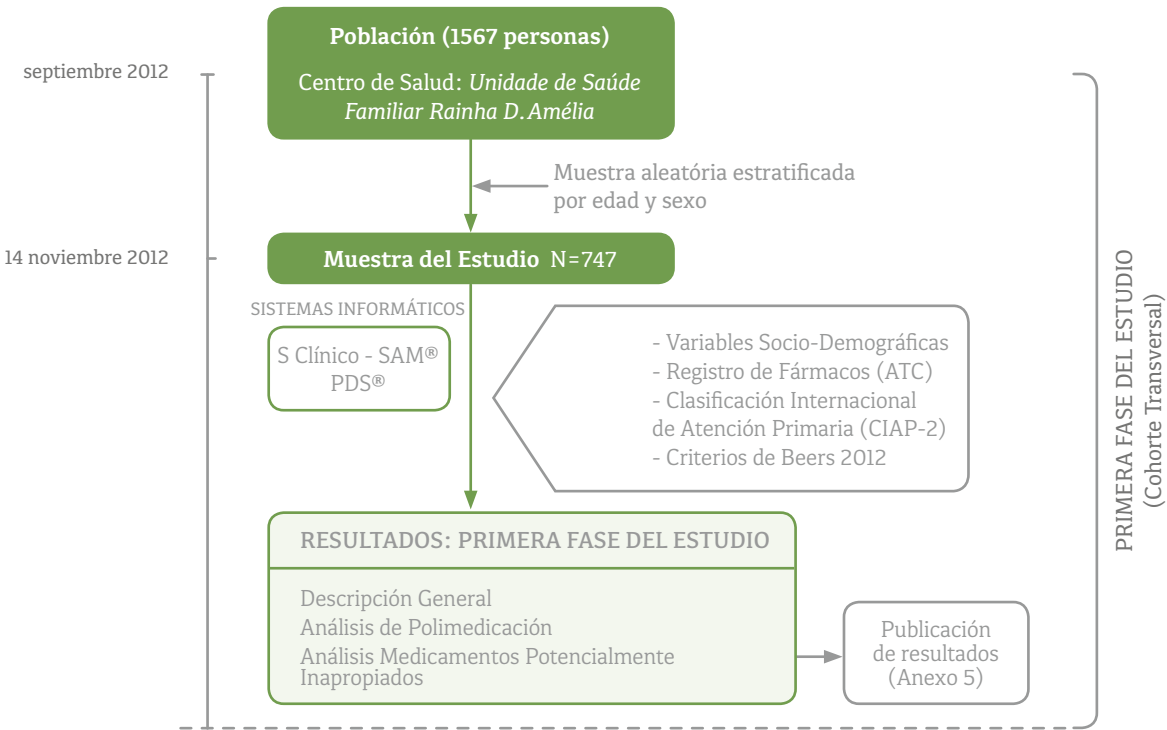 Población (1567 personas)
septiembre 2012
Centro de Salud: Unidade de Saúde
Familiar Rainha D. Amélia
Muestra aleatória estratificada
por edad y sexo
14 noviembre 2012
Muestra del Estudio N=747
SISTEMAS INFORMÁTICOS
S Clínico - SAM®
PDS®
- Variables Socio-Demográficas
- Registro de Fármacos (ATC)
- Clasificación Internacional
de Atención Primaria (CIAP-2)
- Criterios de Beers 2012
RESULTADOS: PRIMERA FASE DEL ESTUDIO
Descripción General
Análisis de Polimedicación
Análisis Medicamentos Potencialmente
Inapropiados
Publicación
de resultados
(Anexo 5)
PRIMERA FASE DEL ESTUDIO
(Cohorte Transversal)